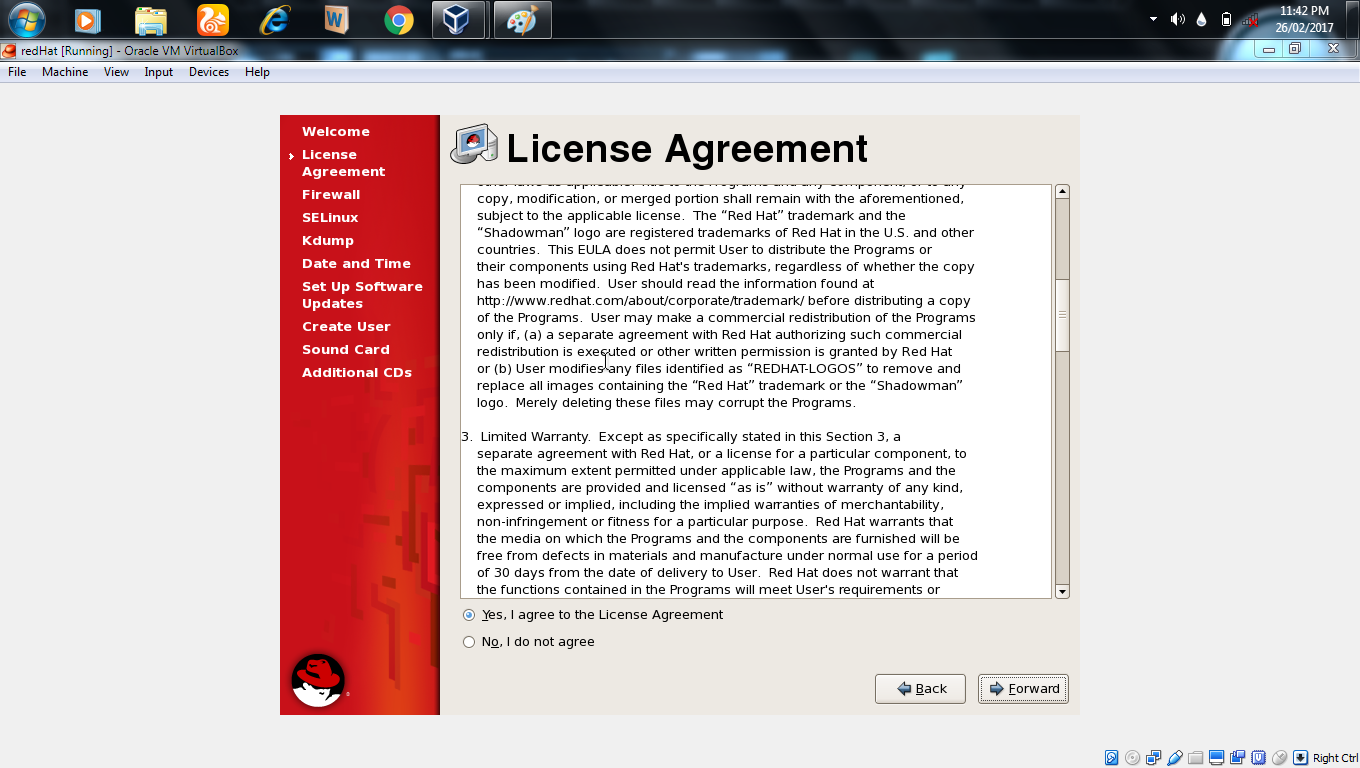 11:42 PM
26/02/2017
redHat [Running] - Oracle VM VirtualBox
File Machine View Input Devices Help
Welcome
License
Agreement
Firewall
SELinux
Kdump
Date and Time
Set Up Software
Updates
Create User
Sound Card
Additional CDs
License Agreement
copy, modification, or merged portion shall remain with the aforementioned,
subject to the applicable license. The “Red Hat” trademark and the
“Shadowman” logo are registered trademarks of Red Hat in the U.S. and other
countries. This EULA does not permit User to distribute the Programs or
their components using Red Hat's trademarks, regardless of whether the copy
has been modified. User should read the information found at
http://www.redhat.com/about/corporate/trademark/ before distributing a copy
of the Programs. User may make a commercial redistribution of the Programs
only if, (a) a separate agreement with Red Hat authorizing such commercial
redistribution is executed or other written permission is granted by Red Hat
or (b) User modifies any files identified as “REDHAT-LOGOS” to remove and
replace all images containing the “Red Hat” trademark or the “Shadowman”
logo. Merely deleting these files may corrupt the Programs.
3. Limited Warranty. Except as specifically stated in this Section 3, a
separate agreement with Red Hat, or a license for a particular component, to
the maximum extent permitted under applicable law, the Programs and the
components are provided and licensed “as is” without warranty of any kind,
expressed or implied, including the implied warranties of merchantability,
non-infringement or fitness for a particular purpose. Red Hat warrants that
the media on which the Programs and the components are furnished will be
free from defects in materials and manufacture under normal use for a period
of 30 days from the date of delivery to User. Red Hat does not warrant that
the functions contained in the Programs will meet User's requirements or
Yes, I agree to the License Agreement
No, I do not agree
Back
Forward
Right Ctrl